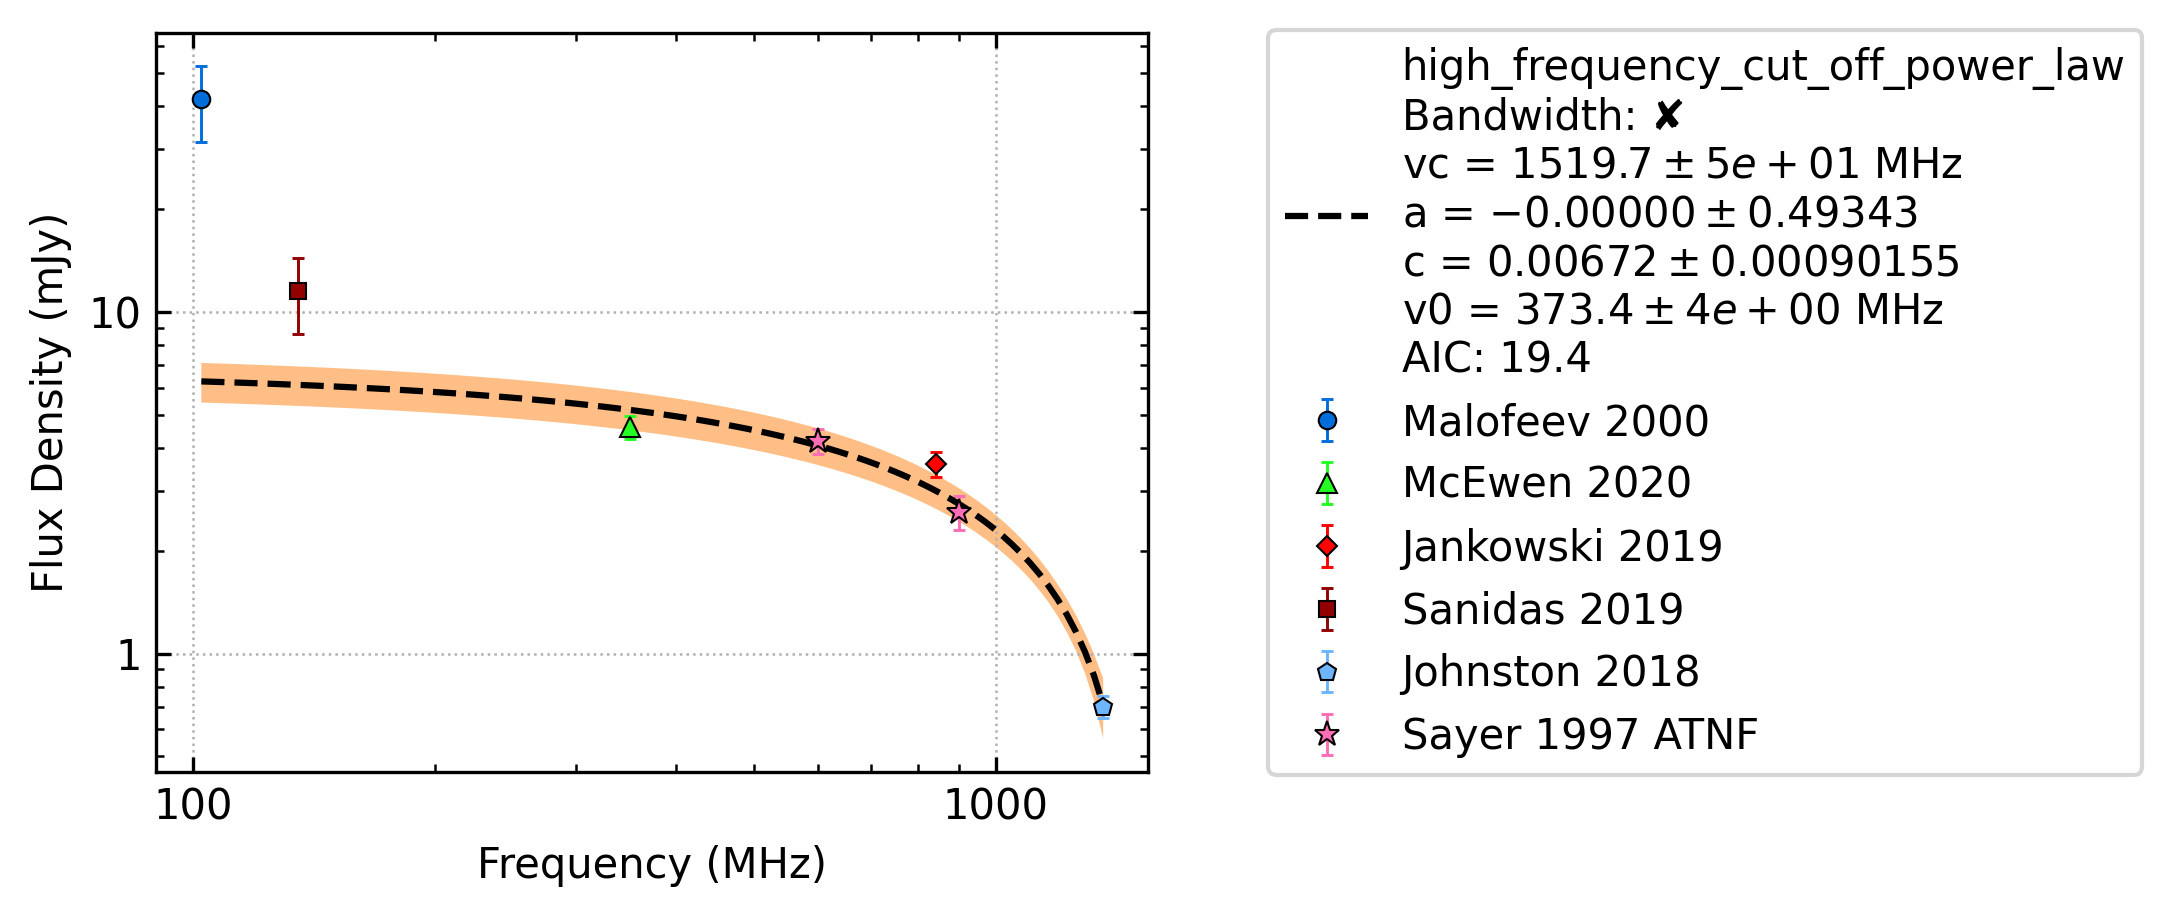 Flux Density (mJy)
10
1
100
1000
Frequency (MHz)
high_frequency_cut_off_power_law
Bandwidth: ✘
vc = 1519.7 ± 5e + 01 MHz
a = −0.00000 ± 0.49343
c = 0.00672 ± 0.00090155
v0 = 373.4 ± 4e + 00 MHz
AIC: 19.4
Malofeev 2000
McEwen 2020
Jankowski 2019
Sanidas 2019
Johnston 2018
Sayer 1997 ATNF